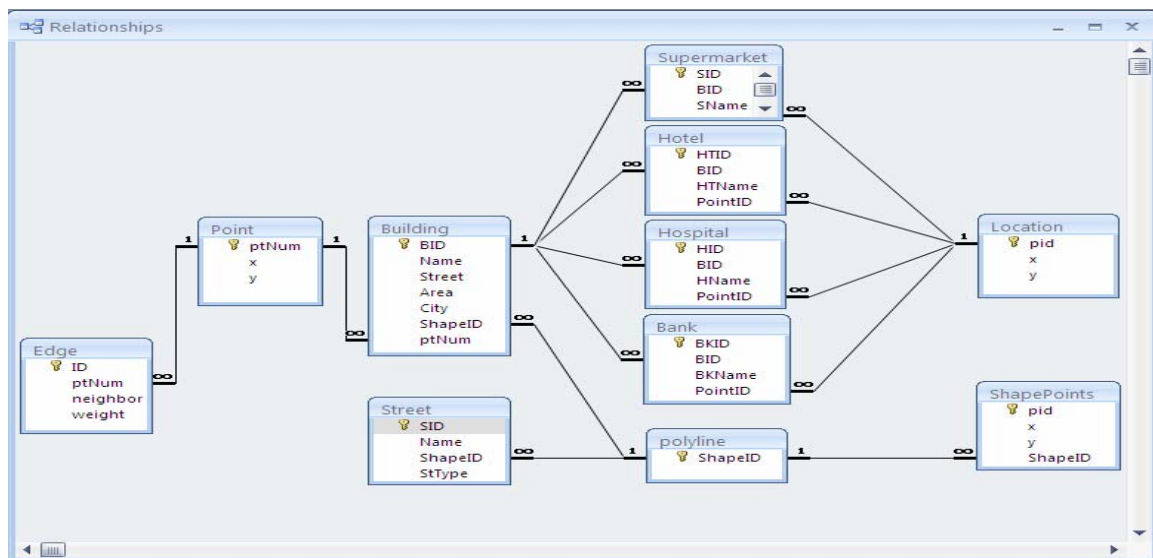 Relationships
Supermarket
SID
BID
SName
Hotel
HTID
BID
HTName
PointID
Hospital
HID
BID
HName
PointID
Bank
BKID
BID
BKName
PointID
Point
ptNum
x
y
Building
BID
Name
Street
Area
City
ShapeID
ptNum
Edge
ID
ptNum
neighbor
weight
Street
SID
Name
ShapeID
StType
polyline
ShapeID
Location
pid
x
y
ShapePoints
pid
x
y
ShapeID
1
∞
1
∞
1
∞
∞
∞
∞
∞
∞
∞
∞
∞
1
∞
∞
1
1
∞